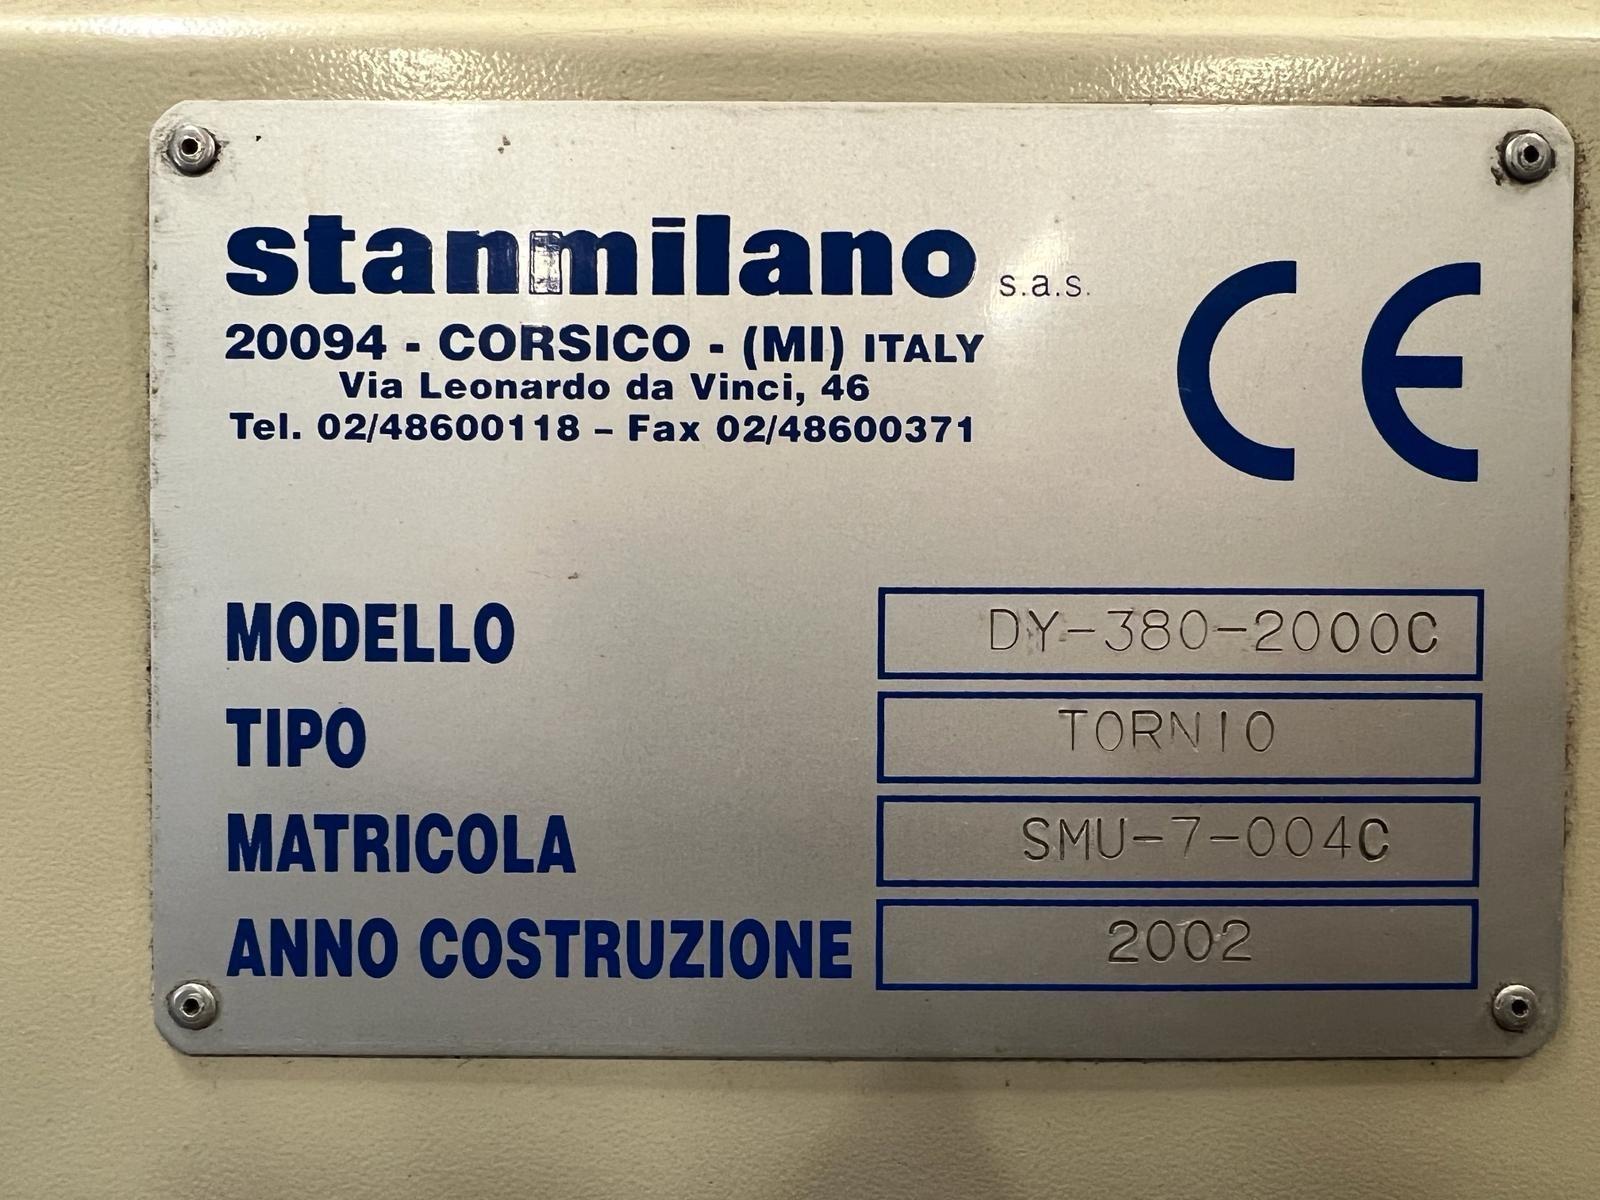 stanmilano s.a.s.
20094 - CORSICO - (MI) ITALY
Via Leonardo da Vinci, 46
Tel. 02/48600118 – Fax 02/48600371
CE
MODELLO DY-380-2000C
TIPO TORNIO
MATRICOLA SMU-7-004C
ANNO COSTRUZIONE 2002